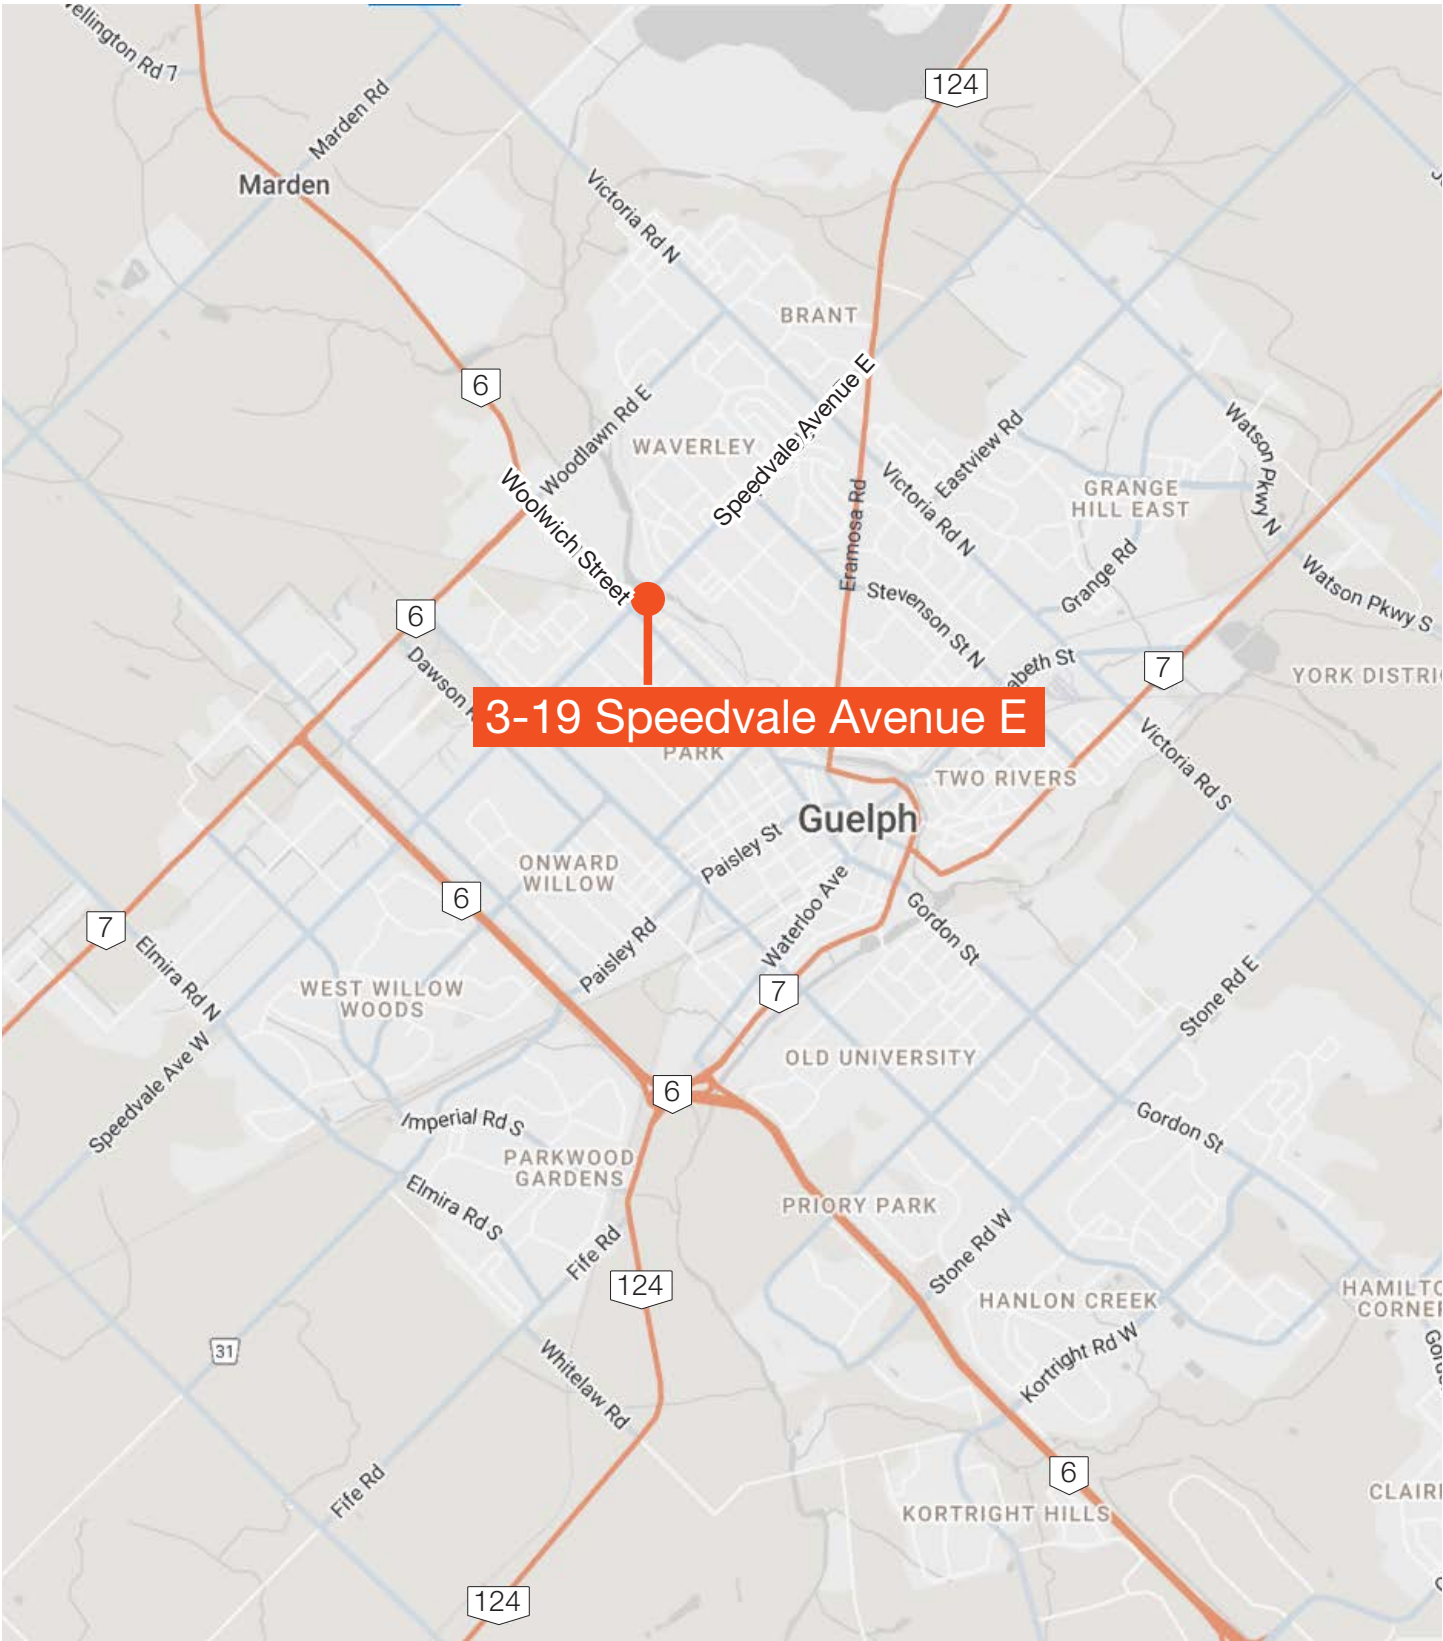 ellington Rd 7
Marden Rd
124
Marden
Victoria Rd N
BRANT
6
Speedvale Avenue E
Woodlawn Rd E
WAVERLEY
Woolwich Street
Eastview Rd
Watson Pkwy N
Victoria Rd N
GRANGE
HILL EAST
Eramosa Rd
Grange Rd
Stevenson St N
Watson Pkwy S
6
Dawson
abeth St
7
YORK DISTRI
3-19 Speedvale Avenue E
PARK
Victoria Rd S
TWO RIVERS
Guelph
Paisley St
ONWARD
WILLOW
6
Waterloo Ave
Gordon St
7
Elmira Rd N
Paisley Rd
WEST WILLOW
WOODS
7
Stone Rd E
Speedvale Ave W
OLD UNIVERSITY
6
Imperial Rd S
Gordon St
PARKWOOD
GARDENS
Elmira Rd S
PRIORY PARK
Fife Rd
Stone Rd W
124
HANLON CREEK
HAMILTO
CORNER
31
Kortright Rd W
Whitelaw Rd
6
Fife Rd
CLAIR
KORTRIGHT HILLS
124